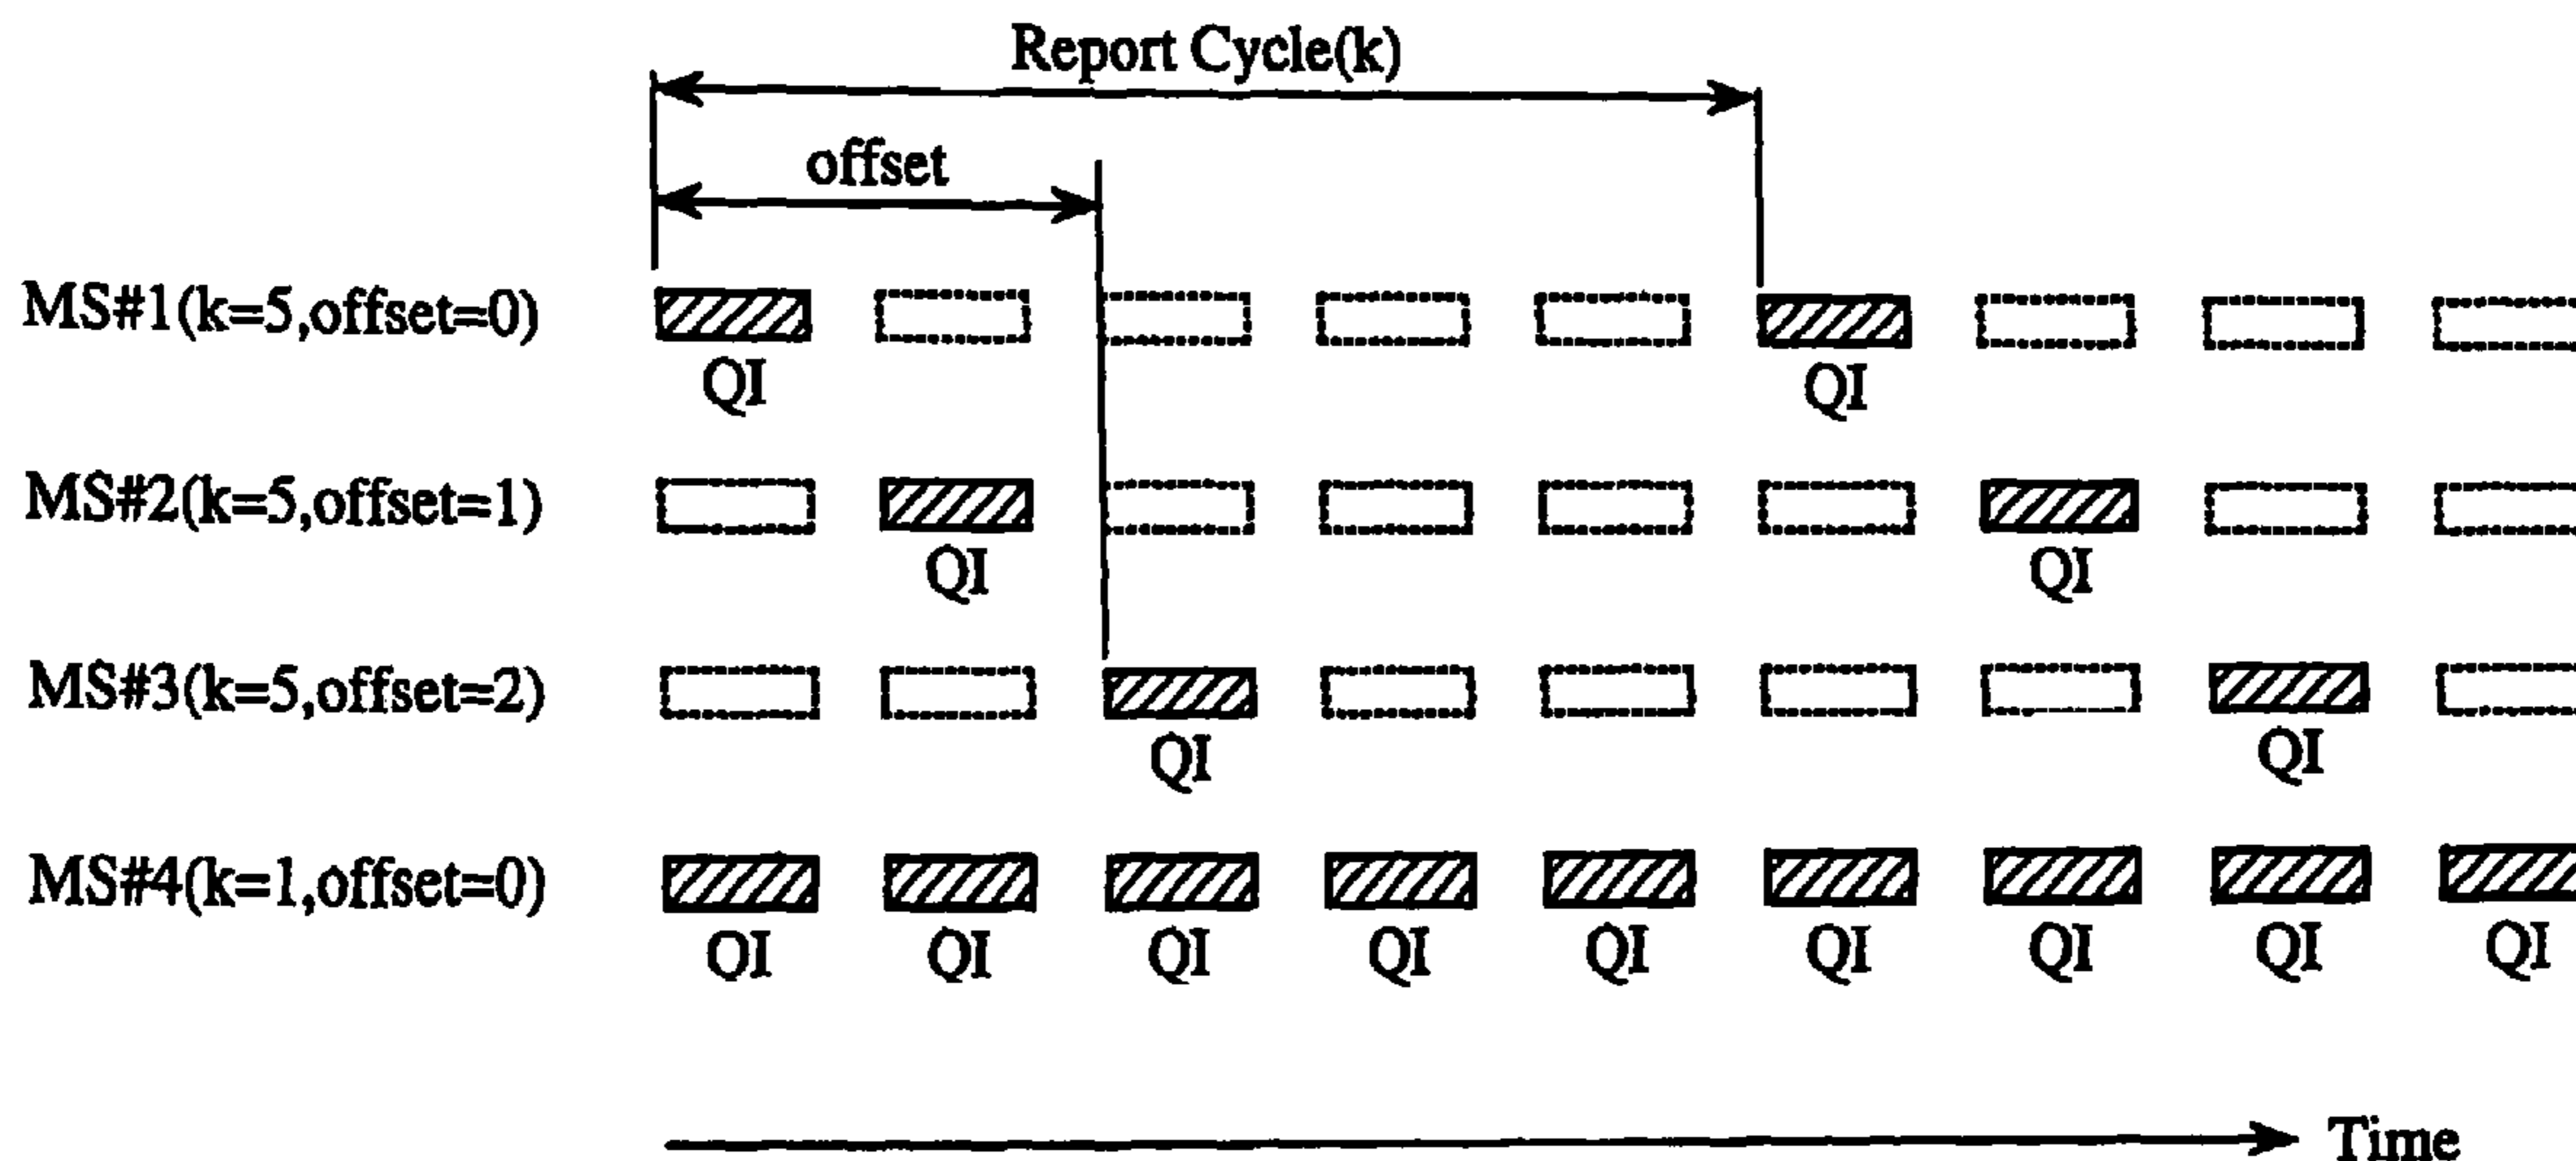 Report Cycle(k)
offset
MS#1(k=5,offset=0)
QI QI
MS#2(k=5,offset=1)
QI QI
MS#3(k=5,offset=2)
QI QI
MS#4(k=1,offset=0)
QI QI QI QI QI QI QI QI QI
Time